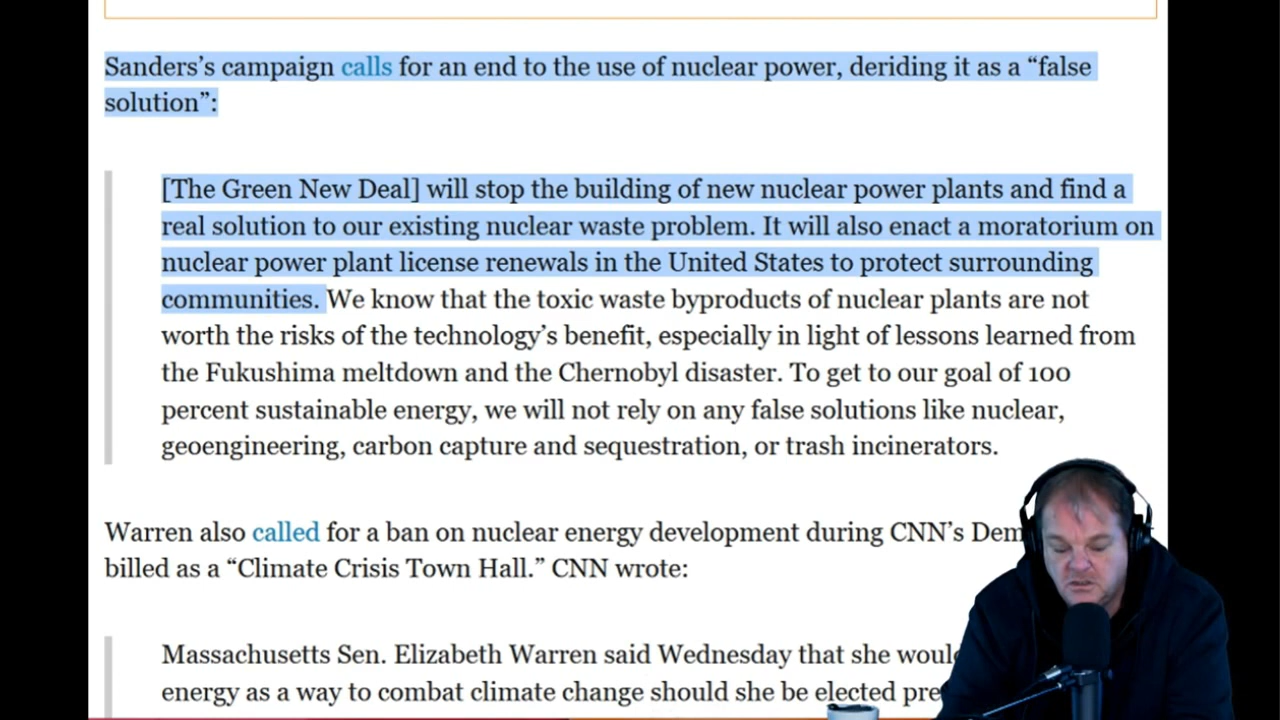 Sanders’s campaign calls for an end to the use of nuclear power, deriding it as a “false
solution”:
[The Green New Deal] will stop the building of new nuclear power plants and find a
real solution to our existing nuclear waste problem. It will also enact a moratorium on
nuclear power plant license renewals in the United States to protect surrounding
communities. We know that the toxic waste byproducts of nuclear plants are not
worth the risks of the technology’s benefit, especially in light of lessons learned from
the Fukushima meltdown and the Chernobyl disaster. To get to our goal of 100
percent sustainable energy, we will not rely on any false solutions like nuclear,
geoengineering, carbon capture and sequestration, or trash incinerators.
Warren also called for a ban on nuclear energy development during CNN’s Dem
billed as a “Climate Crisis Town Hall.” CNN wrote:
Massachusetts Sen. Elizabeth Warren said Wednesday that she woul
energy as a way to combat climate change should she be elected pre